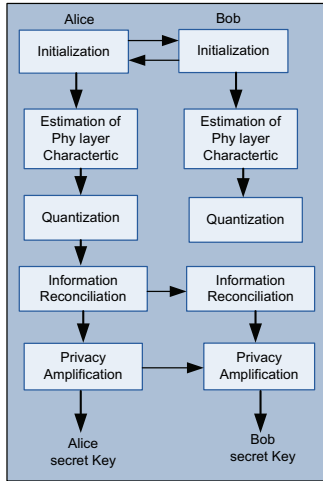 Alice Bob
Initialization Initialization
Estimation of
Phy layer
Charactertic
Estimation of
Phy layer
Charactertic
Quantization
Quantization
Information
Reconciliation
Information
Reconciliation
Privacy
Amplification
Privacy
Amplification
Alice
secret Key
Bob
secret Key